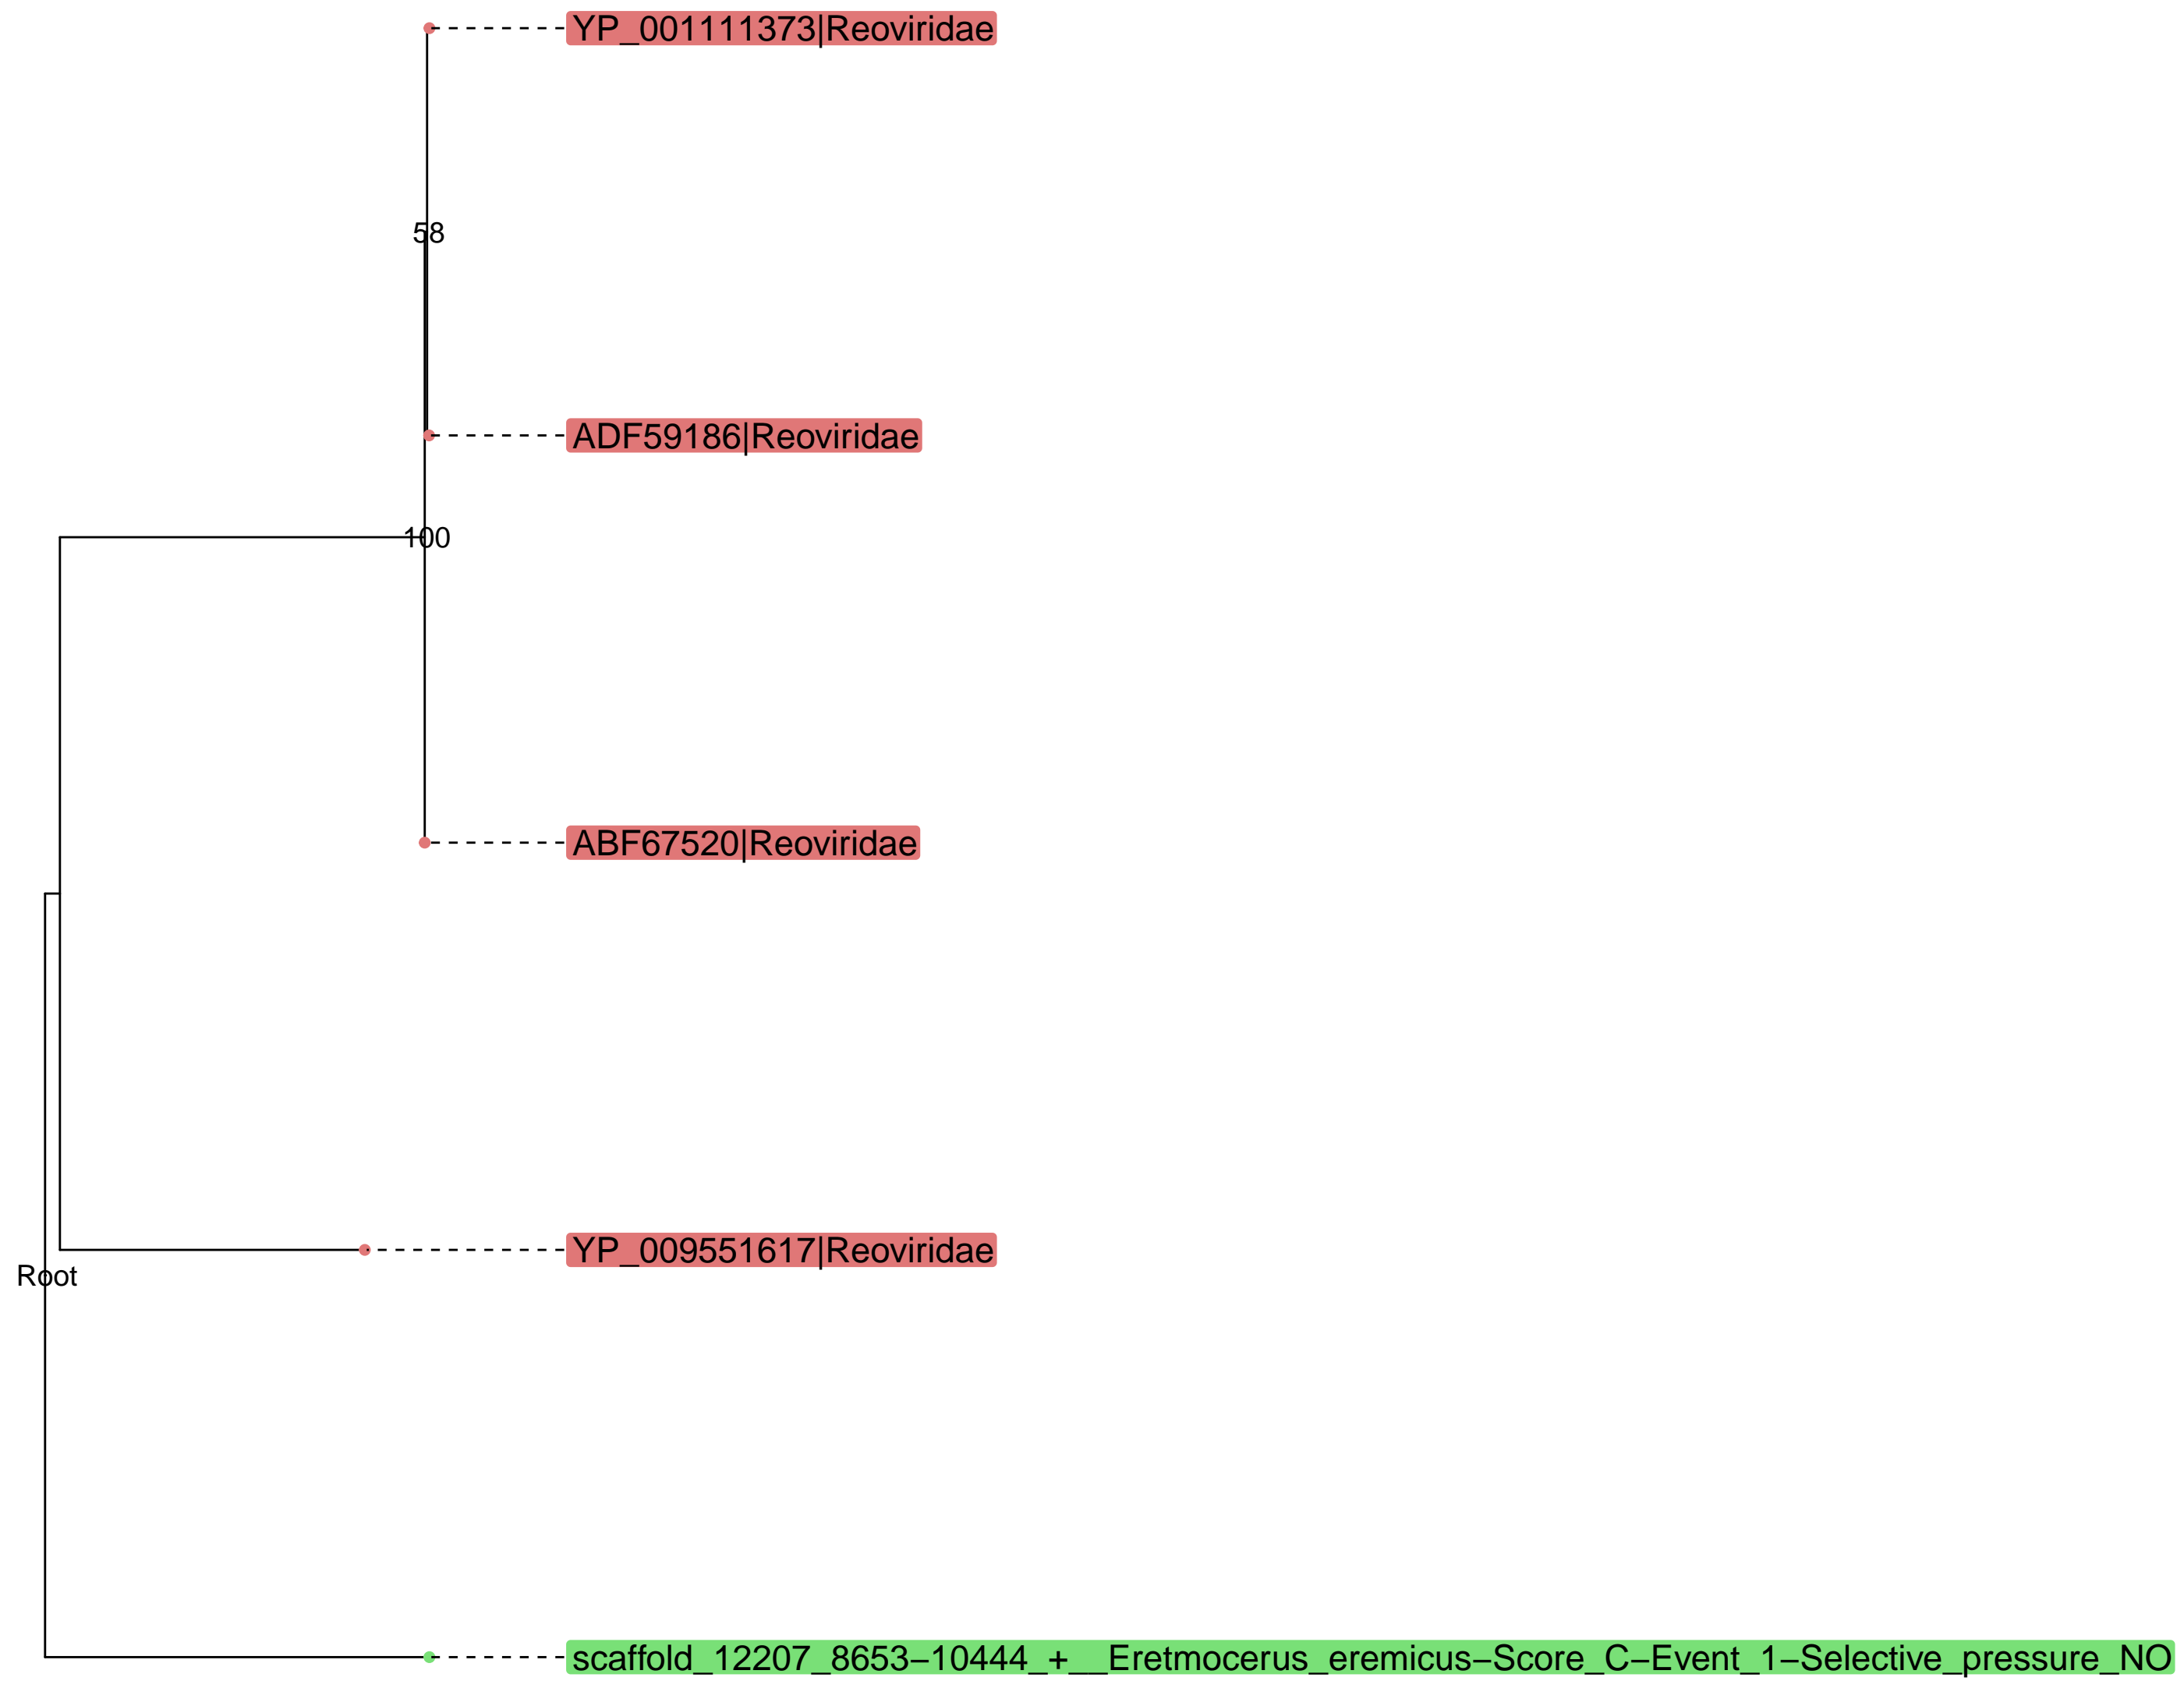 YP_001111373|Reoviridae
58
ADF59186|Reoviridae
100
ABF67520|Reoviridae
YP_009551617|Reoviridae
Root
scaffold_12207_8653−10444_+__Eretmocerus_eremicus−Score_C−Event_1−Selective_pressure_NO